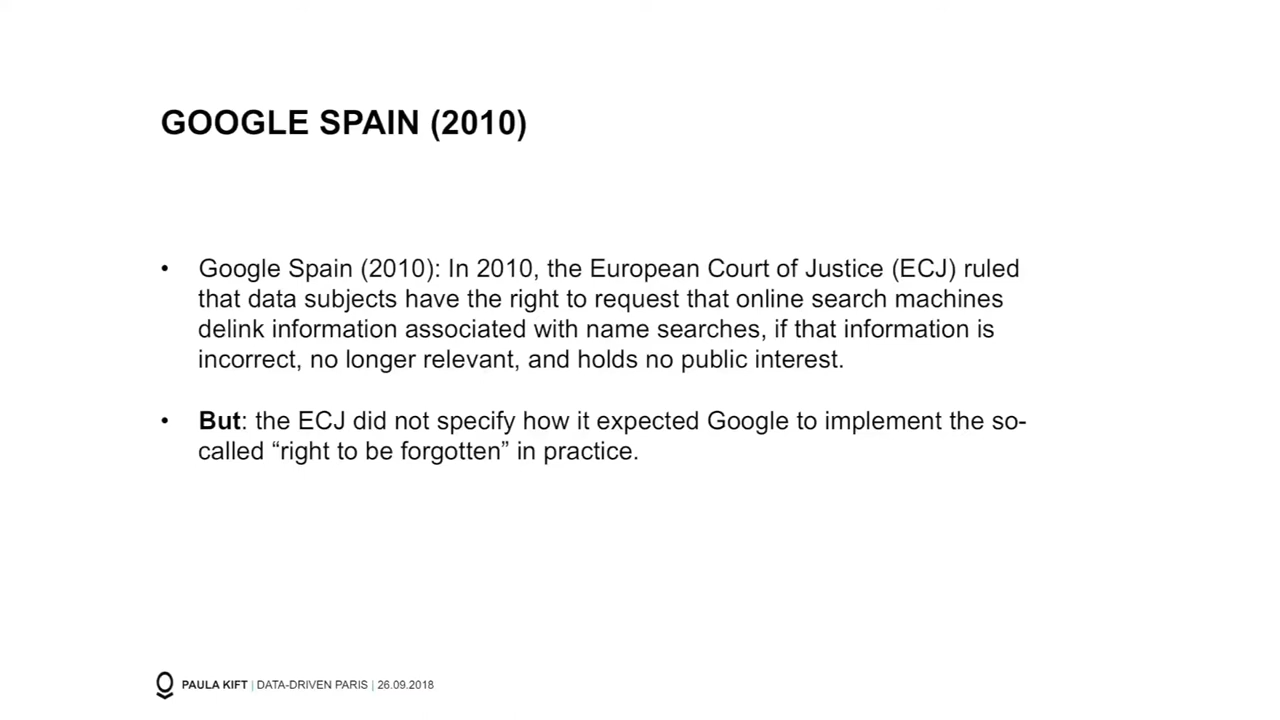 GOOGLE SPAIN (2010)
• Google Spain (2010): In 2010, the European Court of Justice (ECJ) ruled
that data subjects have the right to request that online search machines
delink information associated with name searches, if that information is
incorrect, no longer relevant, and holds no public interest.
• But: the ECJ did not specify how it expected Google to implement the so-
called “right to be forgotten” in practice.
PAULA KIFT | DATA-DRIVEN PARIS | 26.09.2018